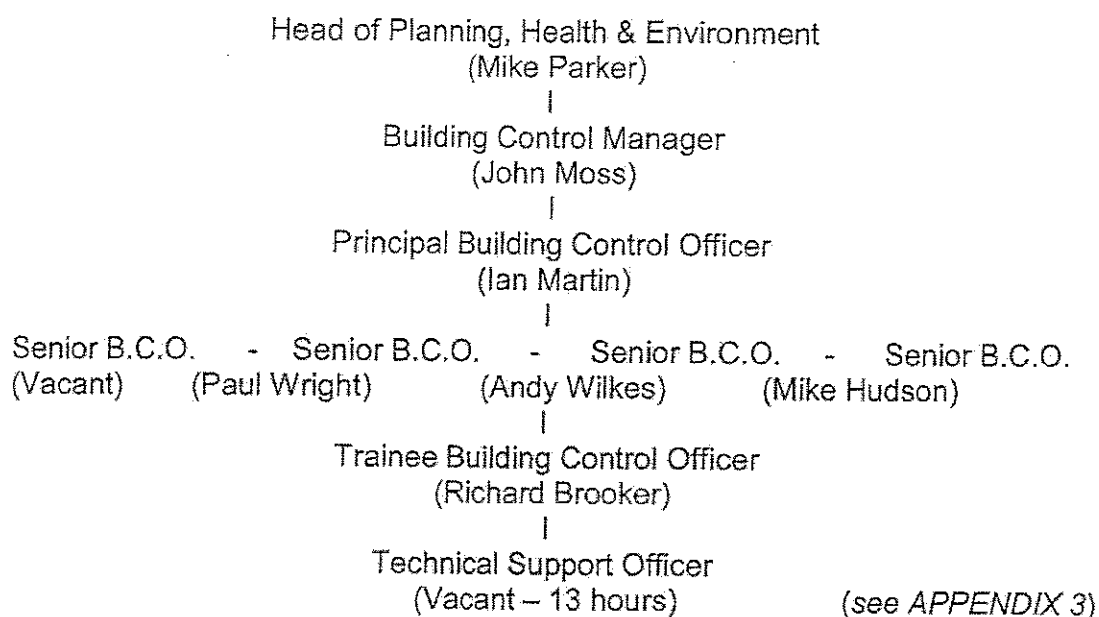 Head of Planning, Health & Environment
(Mike Parker)
|
Building Control Manager
(John Moss)
|
Principal Building Control Officer
(Ian Martin)
|
Senior B.C.O. - Senior B.C.O. - Senior B.C.O. - Senior B.C.O.
(Vacant) (Paul Wright) (Andy Wilkes) (Mike Hudson)
|
Trainee Building Control Officer
(Richard Brooker)
|
Technical Support Officer
(Vacant – 13 hours) (see APPENDIX 3)